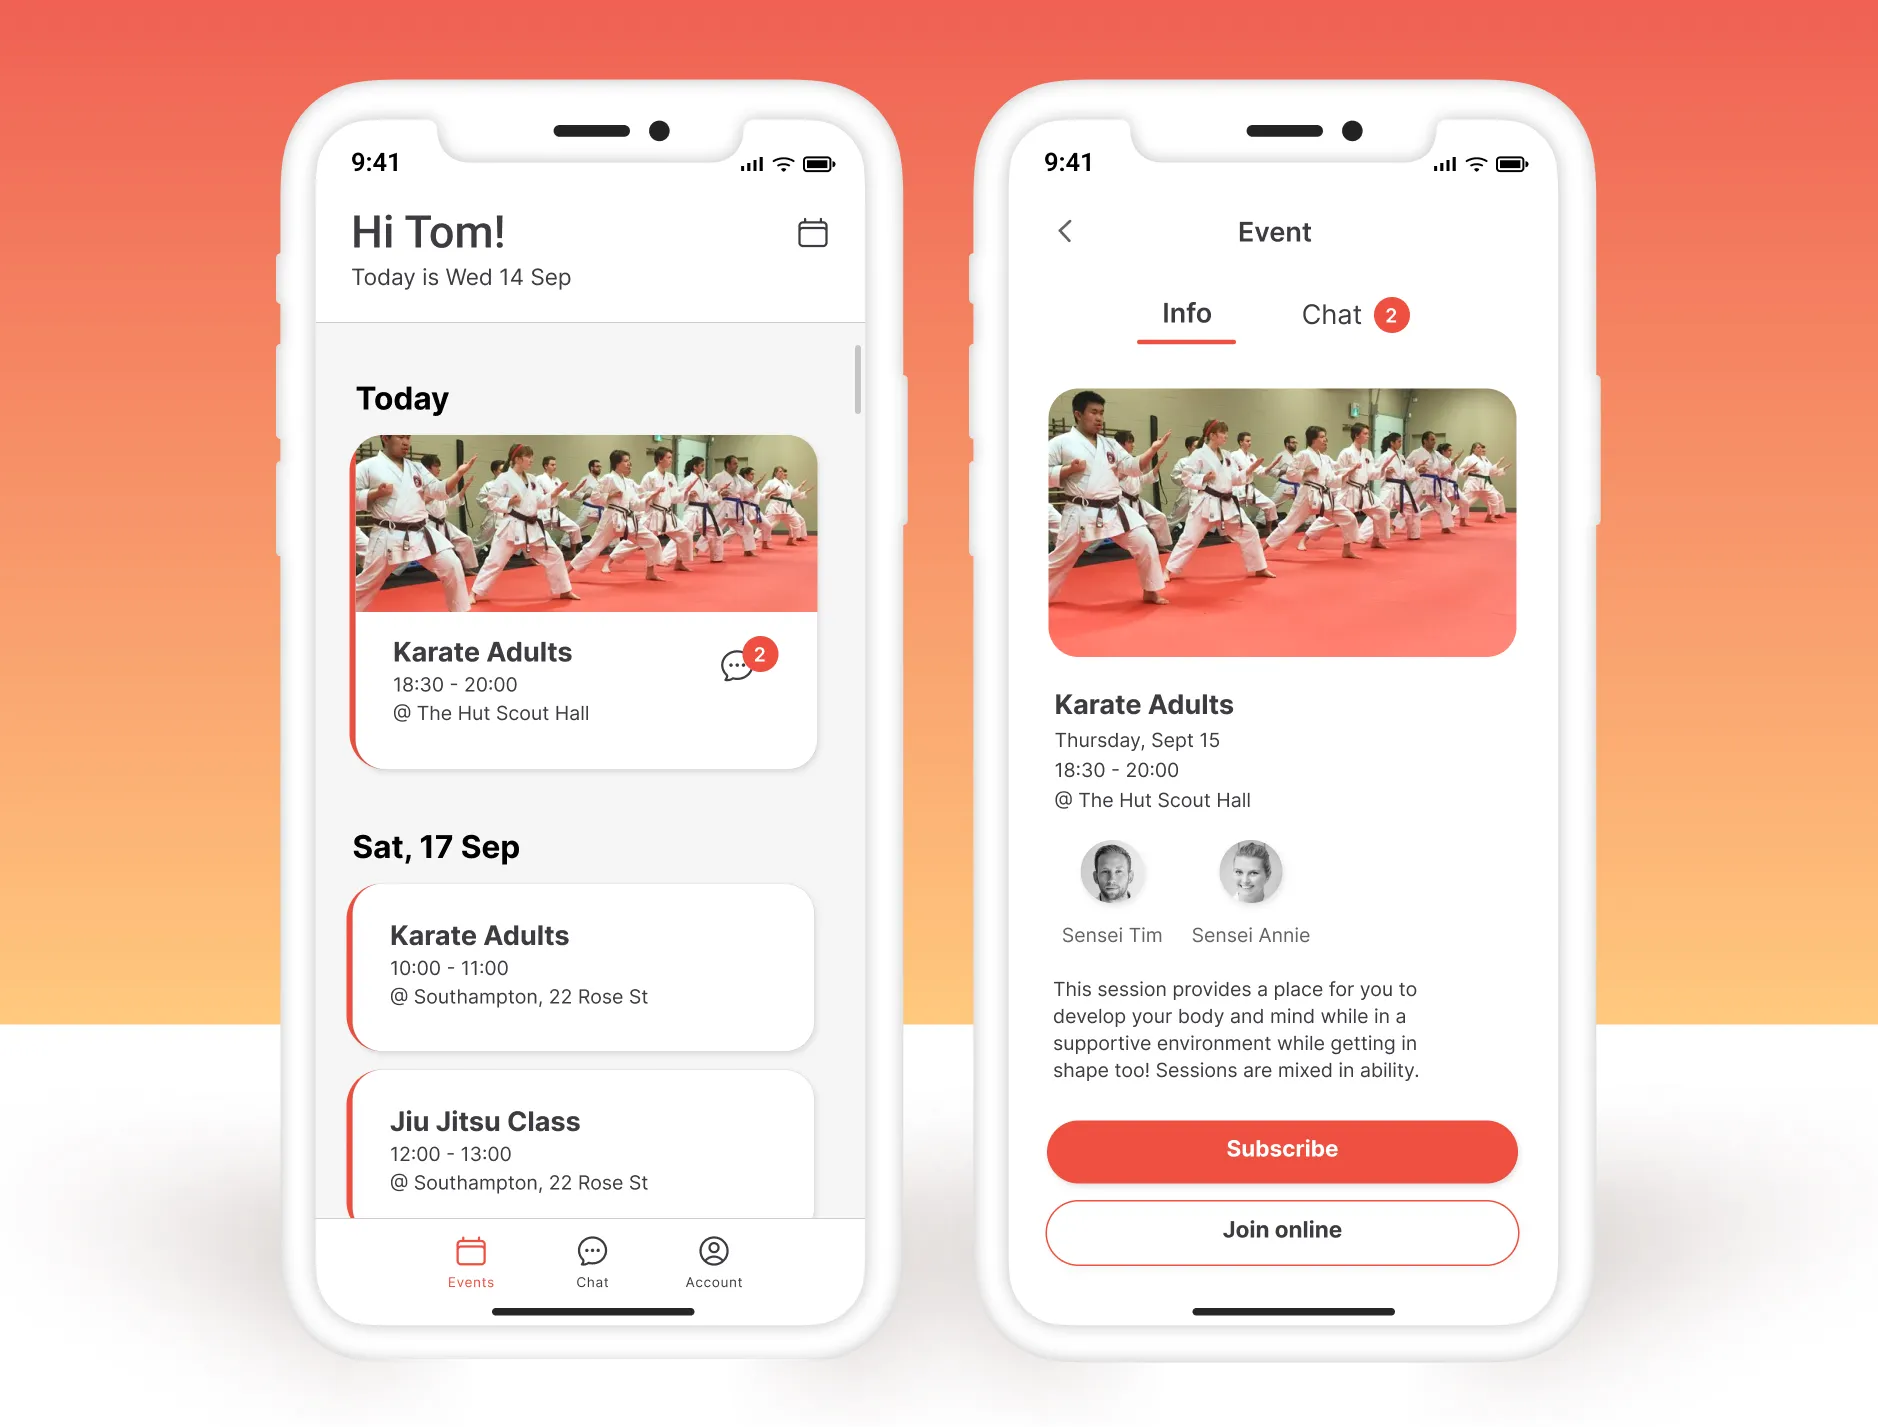 9:41
Hi Tom!
Today is Wed 14 Sep
Today
Karate Adults
2
18:30 - 20:00
@ The Hut Scout Hall
Sat, 17 Sep
Karate Adults
10:00 - 11:00
@ Southampton, 22 Rose St
Jiu Jitsu Class
12:00 - 13:00
@ Southampton, 22 Rose St
Events
Chat
Account
9:41
Event
Info
Chat 2
Karate Adults
Thursday, Sept 15
18:30 - 20:00
@ The Hut Scout Hall
Sensei Tim
Sensei Annie
This session provides a place for you to
develop your body and mind while in a
supportive environment while getting in
shape too! Sessions are mixed in ability.
Subscribe
Join online